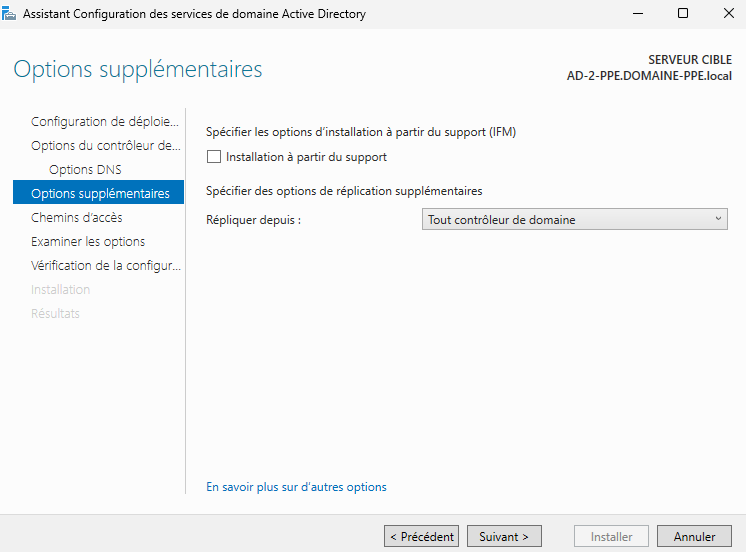 Assistant Configuration des services de domaine Active Directory
Options supplémentaires
SERVEUR CIBLE
AD-2-PPE.DOMAINE-PPE.local
Configuration de déploie...
Options du contrôleur de...
Options DNS
Options supplémentaires
Chemins d'accès
Examiner les options
Vérification de la configur...
Installation
Résultats
Spécifier les options d'installation à partir du support (IFM)
Installation à partir du support
Spécifier des options de réplication supplémentaires
Répliquer depuis :
Tout contrôleur de domaine
En savoir plus sur d'autres options
< Précédent
Suivant >
Installer
Annuler